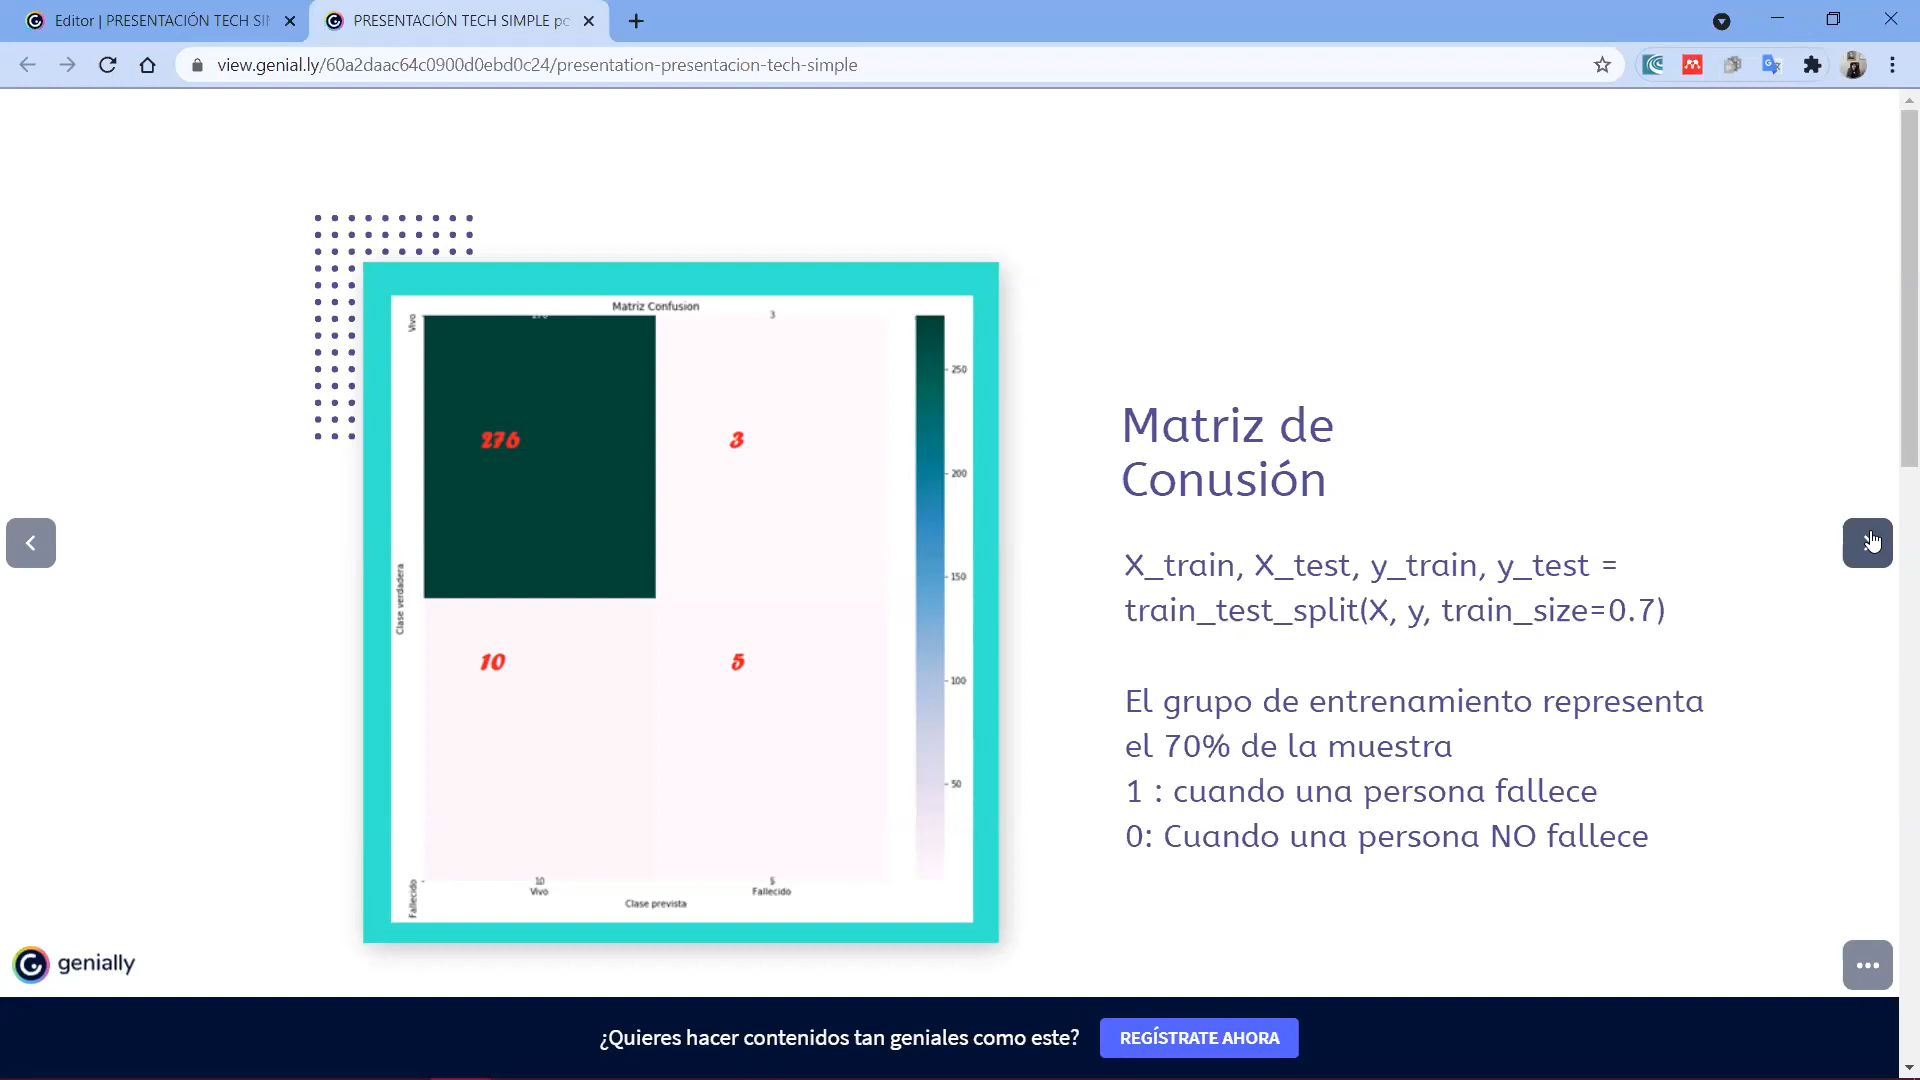 Editor | PRESENTACIÓN TECH SI
PRESENTACIÓN TECH SIMPLE po
view.genial.ly/60a2daac64c0900d0ebd0c24/presentation-presentacion-tech-simple
Matriz Confusion
Vivo
3
276
3
250
200
150
100
50
Clase verdadera
10
5
Fallecido
10
5
Vivo
Fallecido
Clase prevista
Matriz de
Conusión
X_train, X_test, y_train, y_test =
train_test_split(X, y, train_size=0.7)
El grupo de entrenamiento representa
el 70% de la muestra
1 : cuando una persona fallece
0: Cuando una persona NO fallece
genially
¿Quieres hacer contenidos tan geniales como este?
REGÍSTRATE AHORA